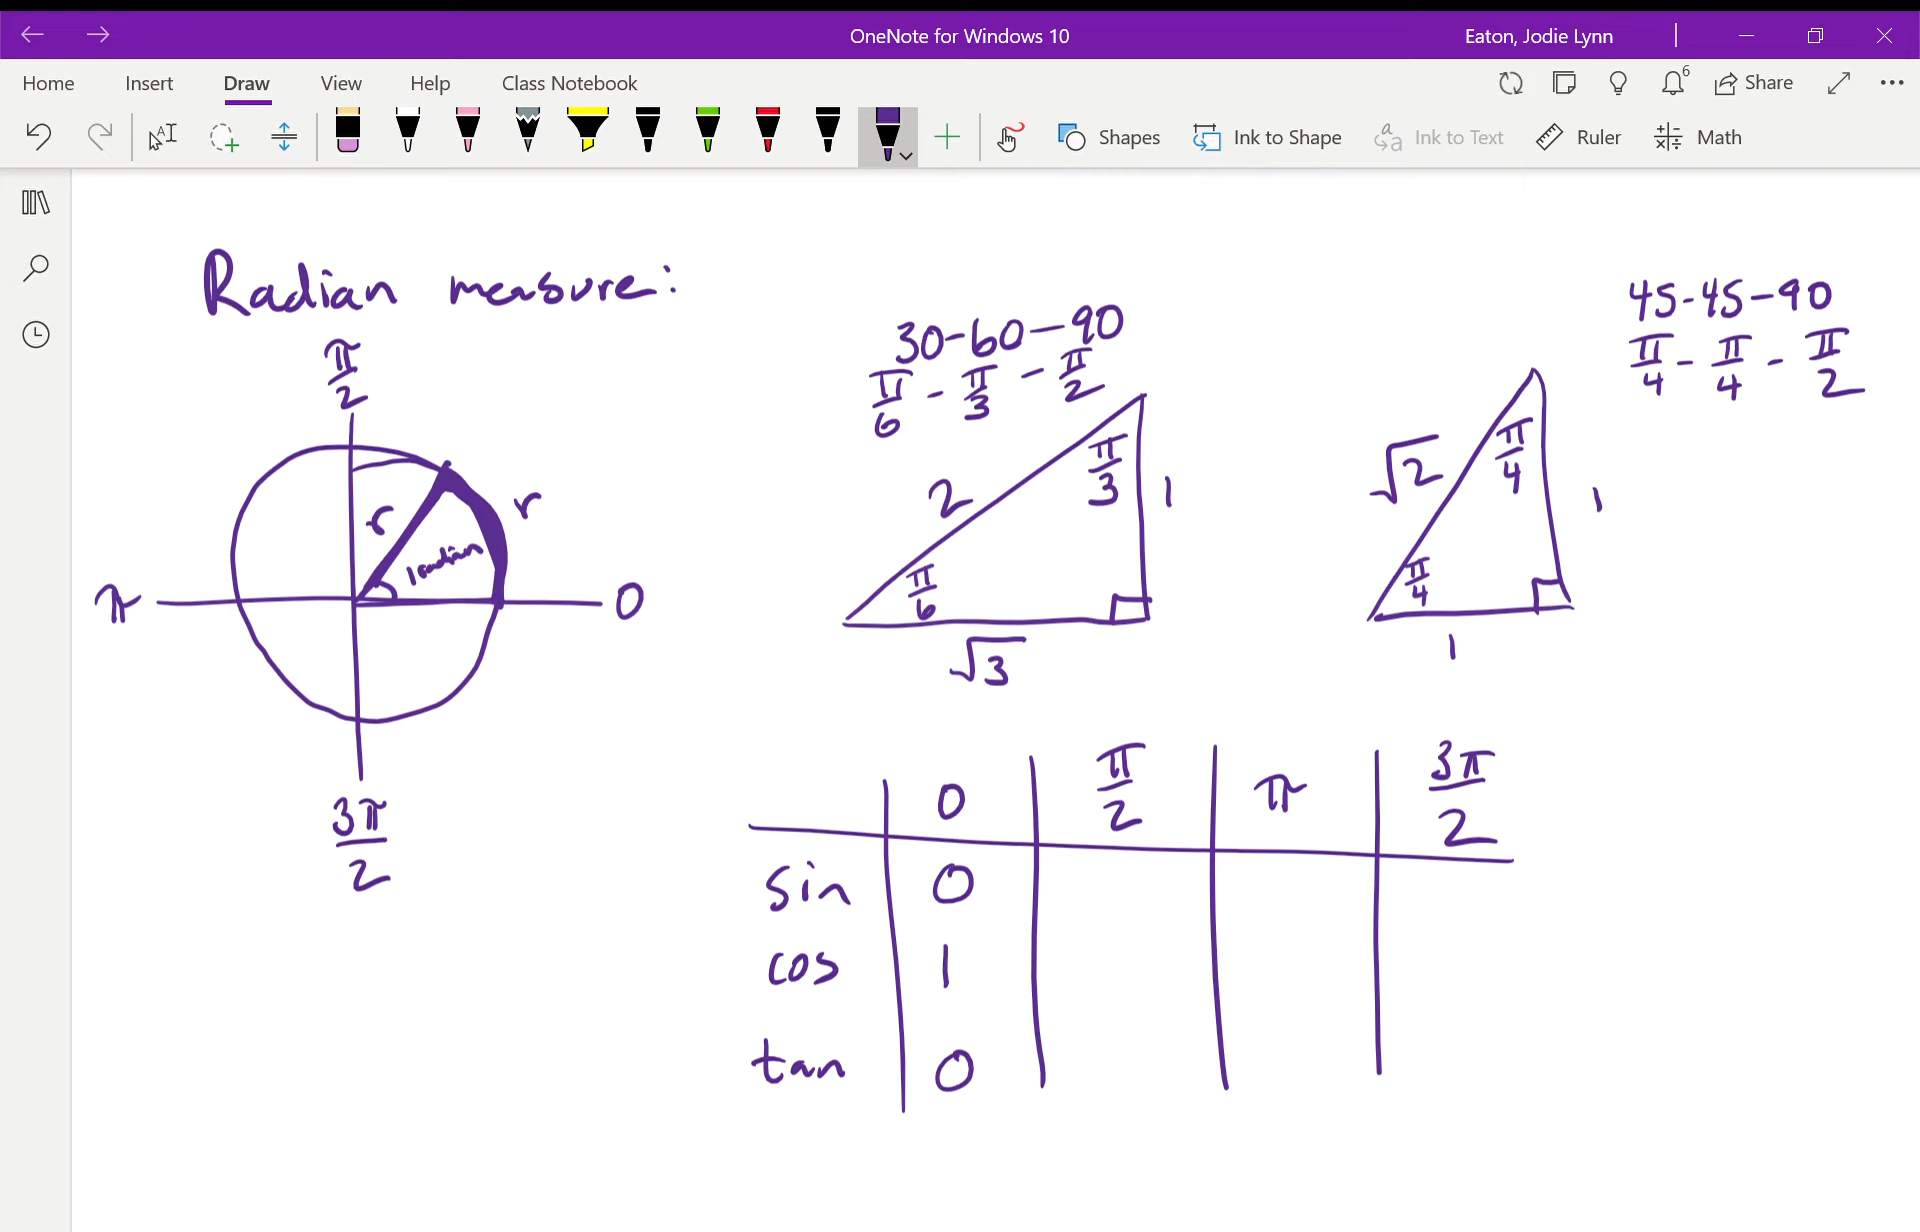 OneNote for Windows 10
Eaton, Jodie Lynn
Home Insert Draw View Help Class Notebook
6 Share
Shapes Ink to Shape Ink to Text Ruler Math
Radian measure:
π/2
r
r
1 radian
π
0
3π/2
30-60-90
π/6 - π/3 - π/2
2
π/3
1
π/6
√3
45-45-90
π/4 - π/4 - π/2
√2
π/4
1
π/4
1
0 π/2 π 3π/2
sin 0
cos 1
tan 0